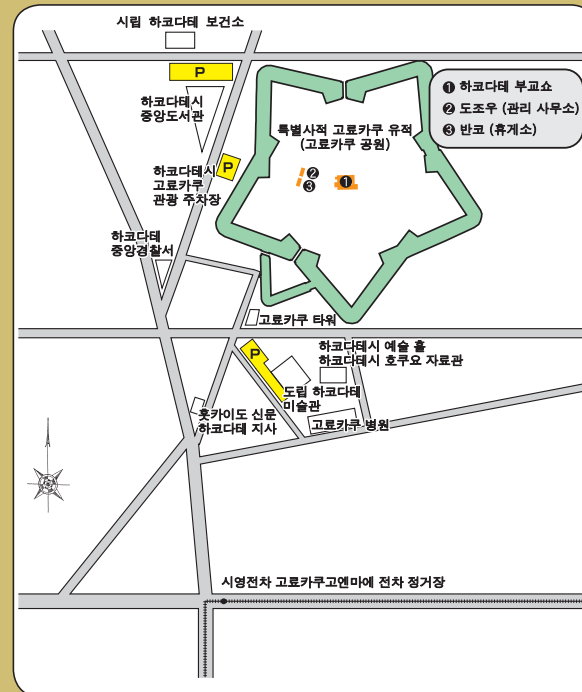 시립 하코다테 보건소
P
하코다테시
중앙도서관
특별사적 고료카쿠 유적
(고료카쿠 공원)
❶ 하코다테 부교쇼
❷ 도조우 (관리 사무소)
❸ 반코 (휴게소)
하코다테시
고료카쿠
관광 주차장
P
❷
❸
❶
하코다테
중앙경찰서
고료카쿠 타워
P
하코다테시 예술 홀
하코다테시 호쿠요 자료관
도립 하코다테
미술관
홋카이도 신문
하코다테 지사
고료카쿠 병원
시영전차 고료카쿠고엔마에 전차 정거장